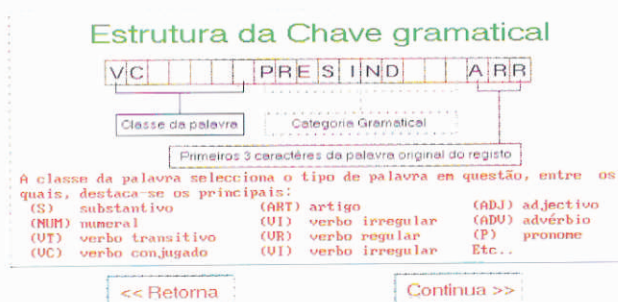 Estrutura da Chave gramatical
VC PRESIND ARR
Classe da palavra
Categoria Gramatical
Primeiros 3 caractéres da palavra original do registo
A classe da palavra selecciona o tipo de palavra em questão, entre os
quais, destaca-se os principais:
(S) substantivo (ART) artigo (ADJ) adjectivo
(NUM) numeral (VI) verbo irregular (ADV) advérbio
(VT) verbo transitivo (VR) verbo regular (P) pronome
(VC) verbo conjugado (VI) verbo irregular Etc..
<< Retorna Continua >>